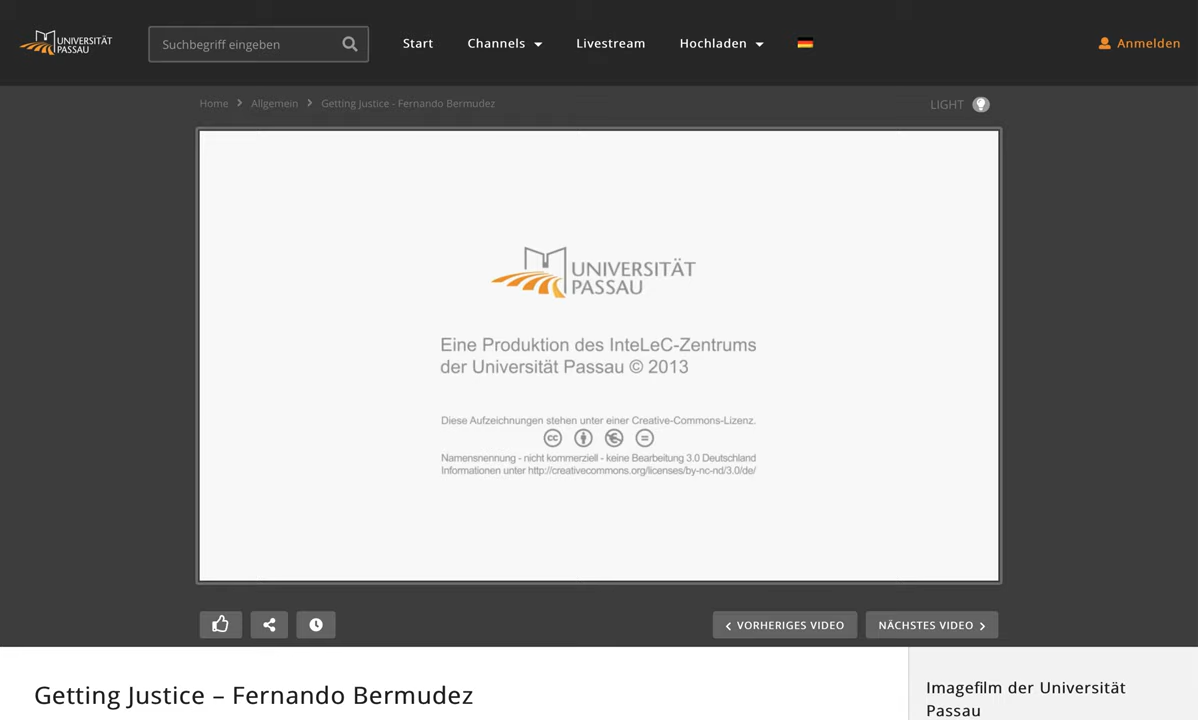 UNIVERSITÄT
PASSAU
Suchbegriff eingeben
Start
Channels
Livestream
Hochladen
Anmelden
Home
Allgemein
Getting Justice - Fernando Bermudez
LIGHT
UNIVERSITÄT
PASSAU
Eine Produktion des InteLeC-Zentrums
der Universität Passau © 2013
Diese Aufzeichnungen stehen unter einer Creative-Commons-Lizenz.
cc
Namensnennung - nicht kommerziell - keine Bearbeitung 3.0 Deutschland
Informationen unter http://creativecommons.org/licenses/by-nc-nd/3.0/de/
VORHERIGES VIDEO
NÄCHSTES VIDEO
Getting Justice – Fernando Bermudez
Imagefilm der Universität
Passau